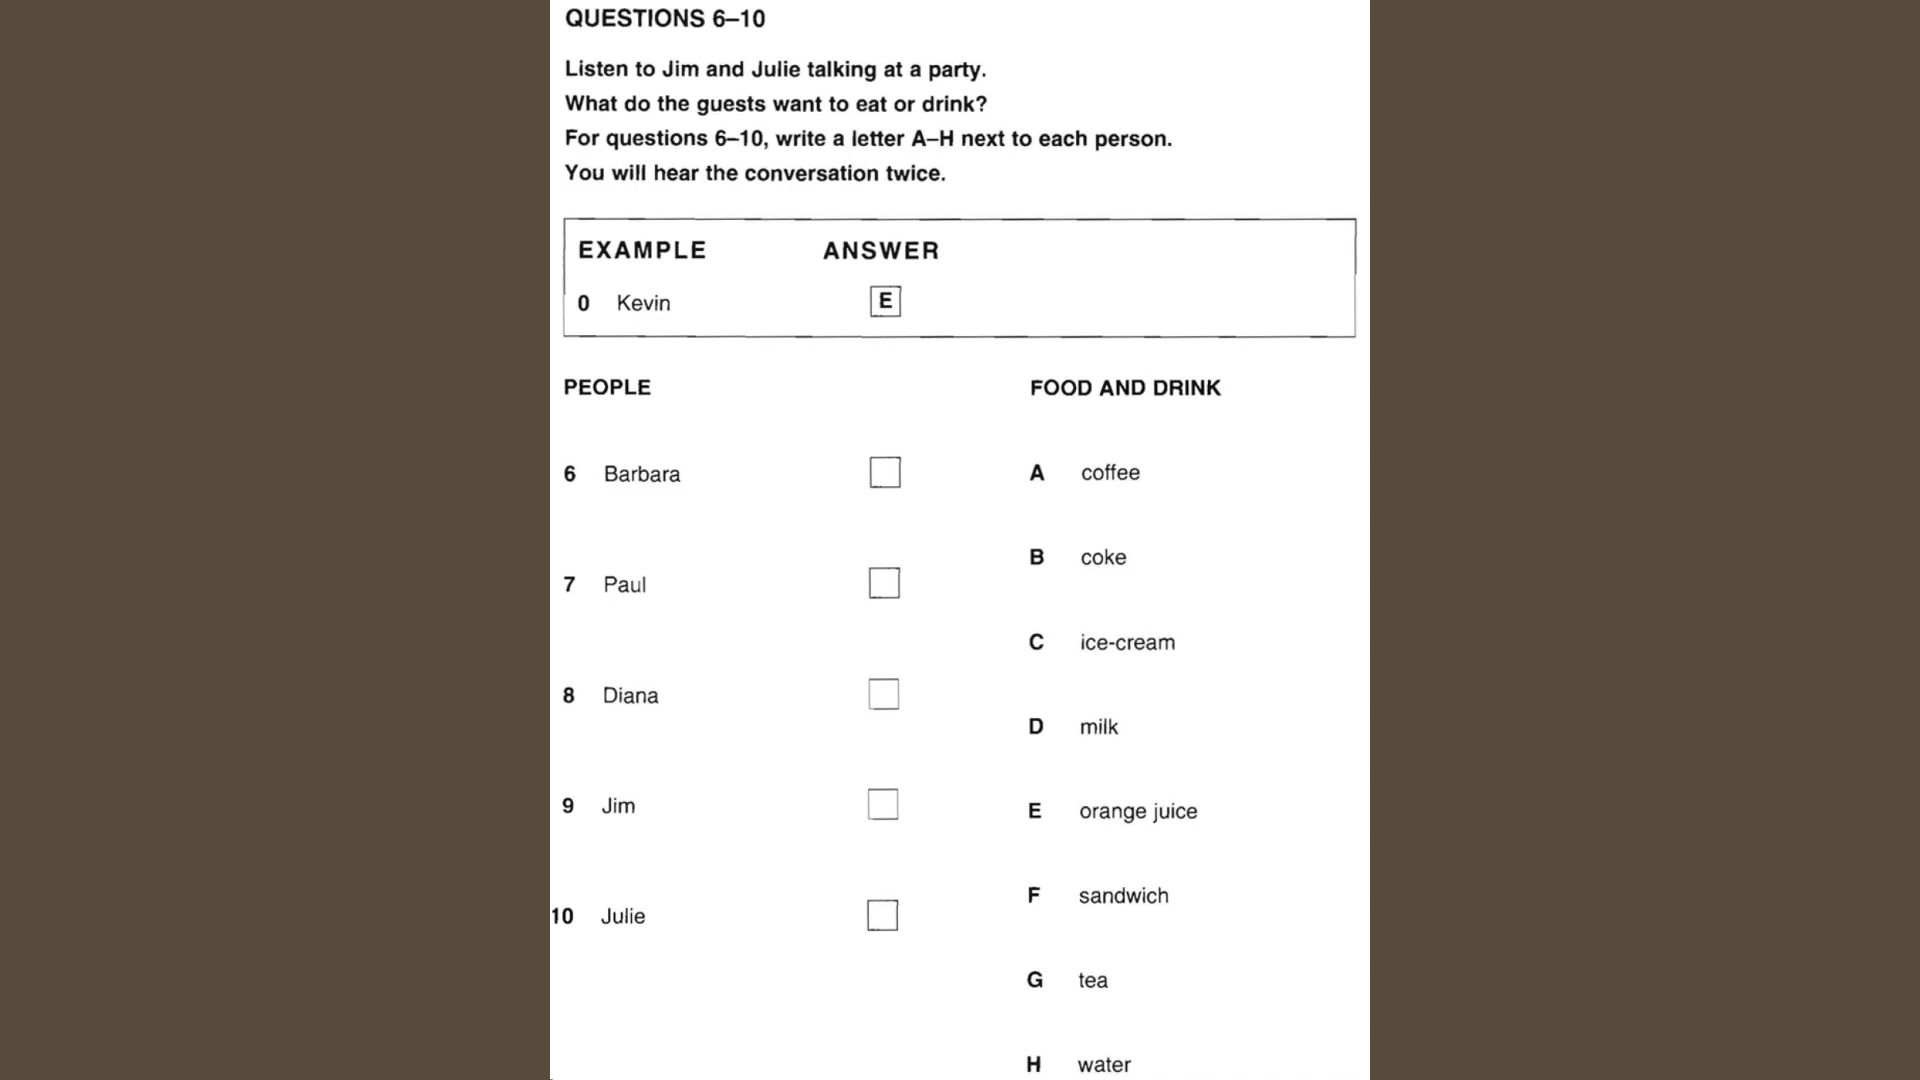 QUESTIONS 6–10
Listen to Jim and Julie talking at a party.
What do the guests want to eat or drink?
For questions 6–10, write a letter A–H next to each person.
You will hear the conversation twice.
EXAMPLE ANSWER
0 Kevin E
PEOPLE
6 Barbara
7 Paul
8 Diana
9 Jim
10 Julie
FOOD AND DRINK
A coffee
B coke
C ice-cream
D milk
E orange juice
F sandwich
G tea
H water